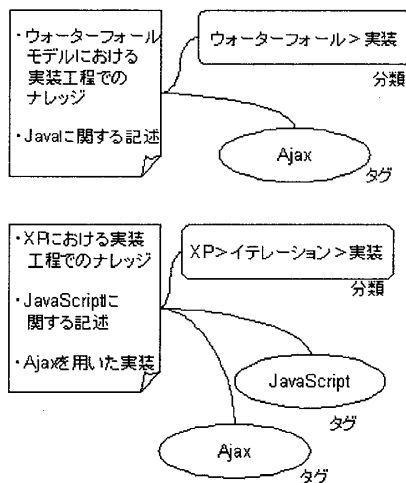 ・ウォーターフォール
モデルにおける
実装工程での
ナレッジ
・Javaに関する記述
ウォーターフォール＞実装
分類
Ajax
タグ
・XPにおける実装
工程でのナレッジ
・JavaScriptに
関する記述
・Ajaxを用いた実装
XP＞イテレーション＞実装
分類
JavaScript
タグ
Ajax
タグ